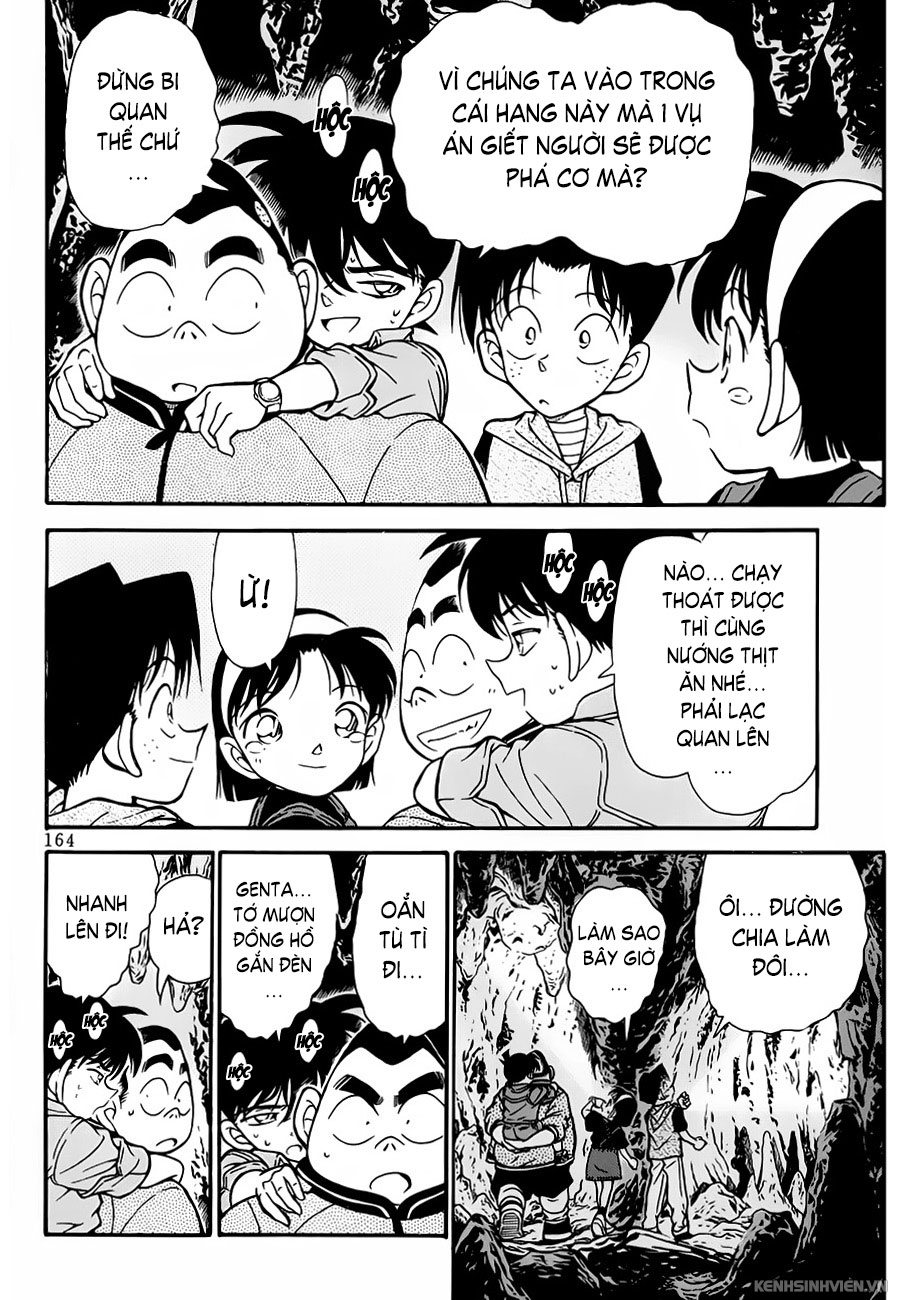 VÌ CHÚNG TA VÀO TRONG
CÁI HANG NÀY MÀ 1 VỤ
ÁN GIẾT NGƯỜI SẼ ĐƯỢC
PHÁ CƠ MÀ?
HỘC
HỘC
ĐỪNG BI
QUAN
THẾ CHỨ
...
NÀO... CHẠY
THOÁT ĐƯỢC
THÌ CÙNG
NƯỚNG THỊT
ĂN NHÉ...
PHẢI LẠC
QUAN LÊN
...
HỘC
HỘC
Ừ!
164
ÔI... ĐƯỜNG
CHIA LÀM
ĐÔI...
LÀM SAO
BÂY GIỜ
...
OẲN
TÙ TÌ
ĐI...
GENTA...
TỚ MƯỢN
ĐỒNG HỒ
GẮN ĐÈN
...
HỘC
HỘC
HỘC
HẢ?
NHANH
LÊN ĐI!
HỘC
HỘC
KENHSINHVIEN.VN